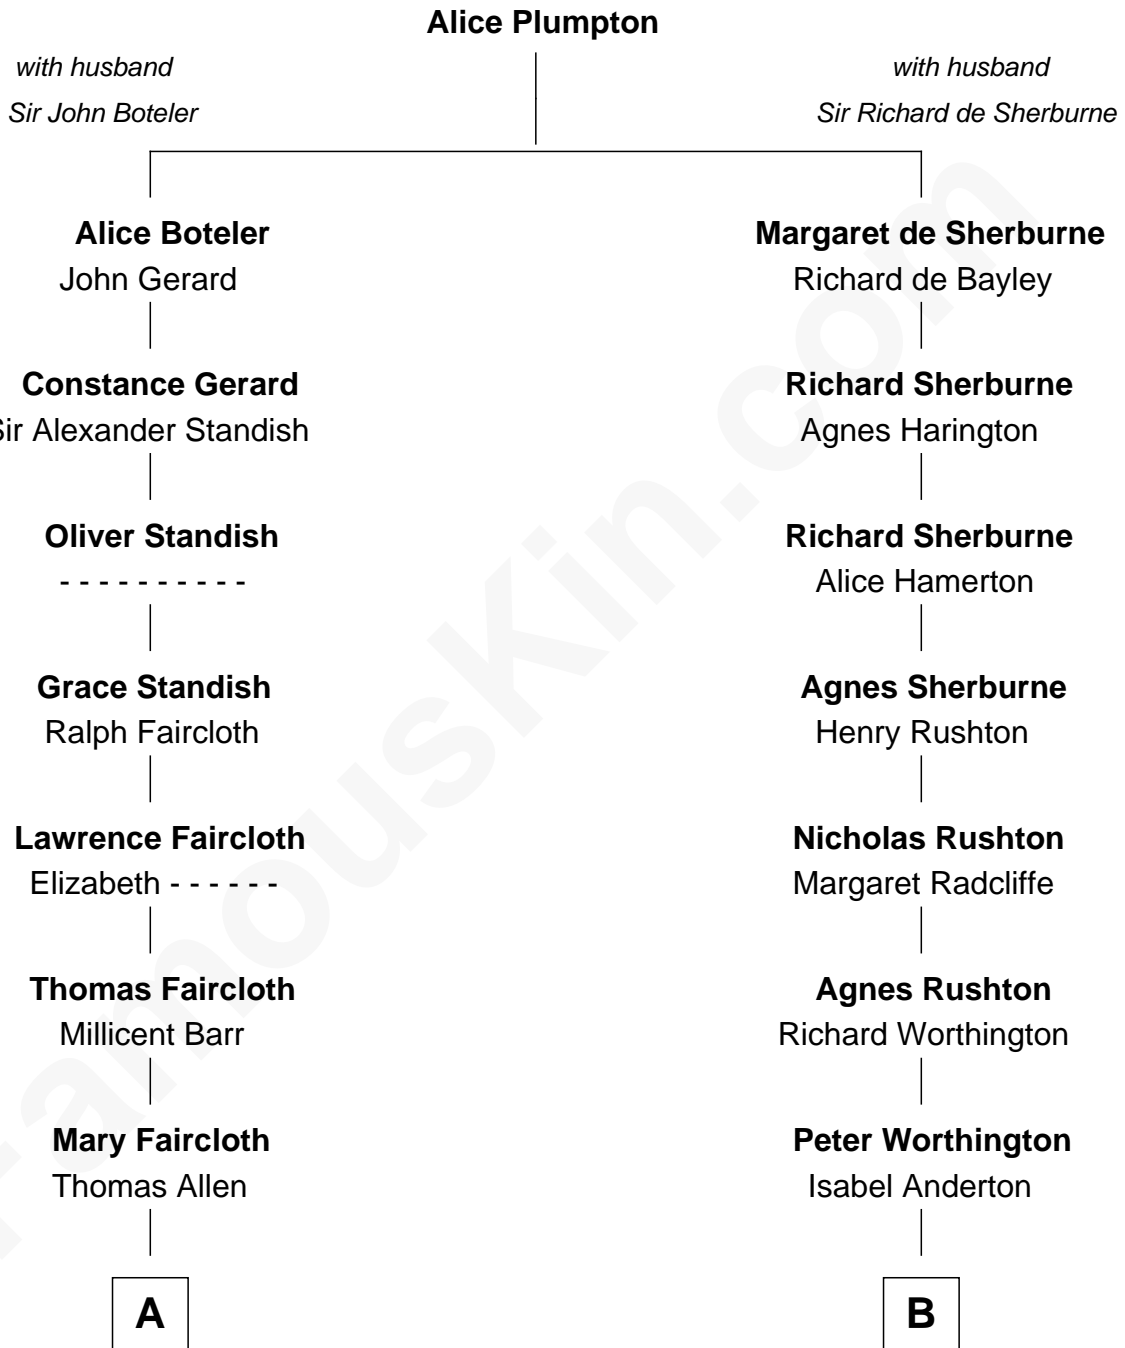 Alice Plumpton
with husband
Sir John Boteler
with husband
Sir Richard de Sherburne
Alice Boteler
John Gerard
Margaret de Sherburne
Richard de Bayley
Constance Gerard
Sir Alexander Standish
Richard Sherburne
Agnes Harington
Oliver Standish
- - - - - - - - - -
Richard Sherburne
Alice Hamerton
Grace Standish
Ralph Faircloth
Agnes Sherburne
Henry Rushton
Lawrence Faircloth
Elizabeth - - - - - -
Nicholas Rushton
Margaret Radcliffe
Thomas Faircloth
Millicent Barr
Agnes Rushton
Richard Worthington
Mary Faircloth
Thomas Allen
Peter Worthington
Isabel Anderton
A
B
FamousKin.com